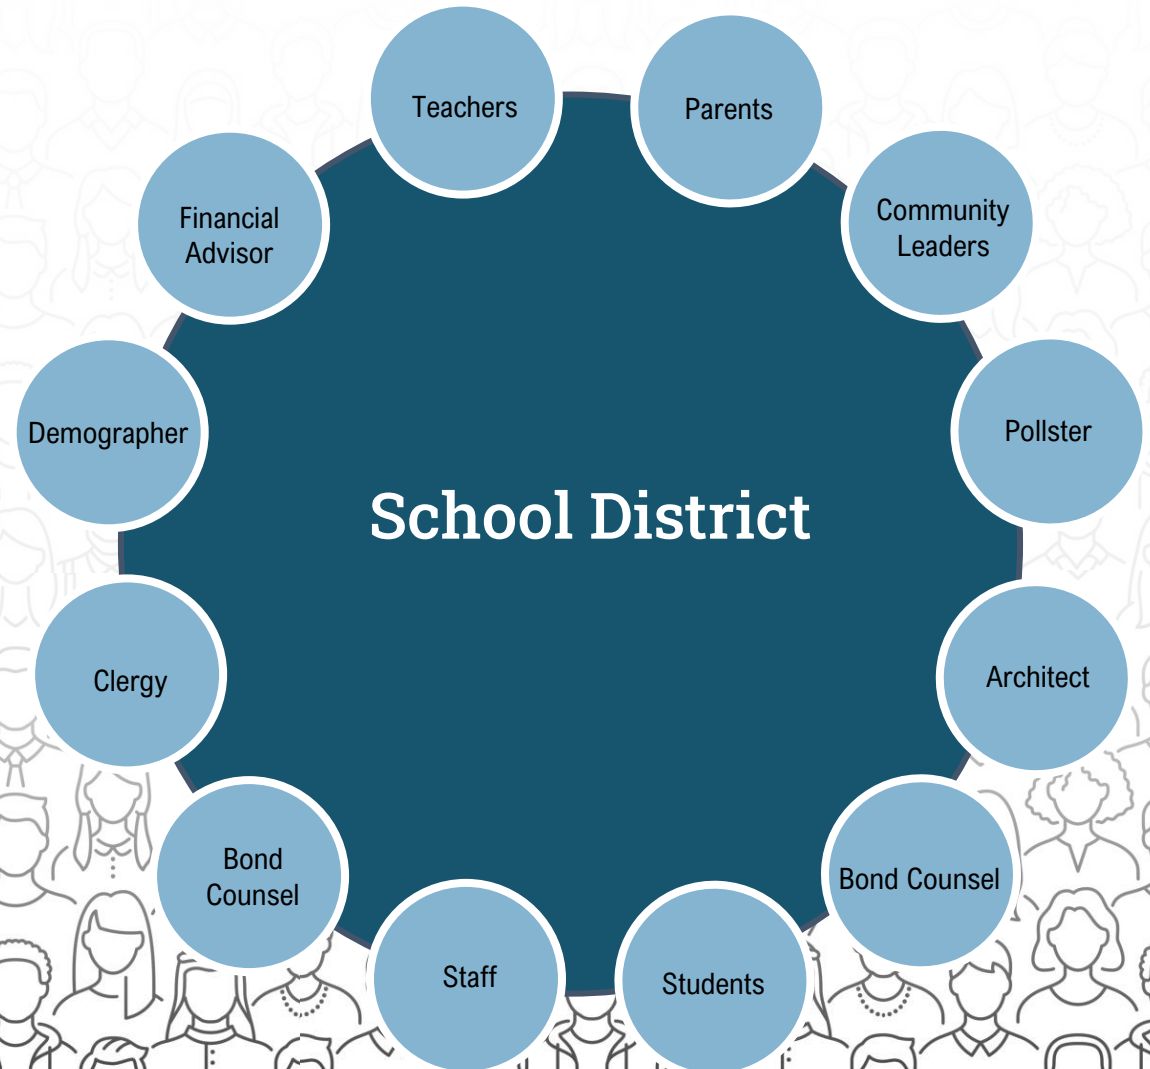 Teachers
Parents
Financial
Advisor
Community
Leaders
Demographer
Pollster
School District
Clergy
Architect
Bond
Counsel
Bond Counsel
Staff
Students